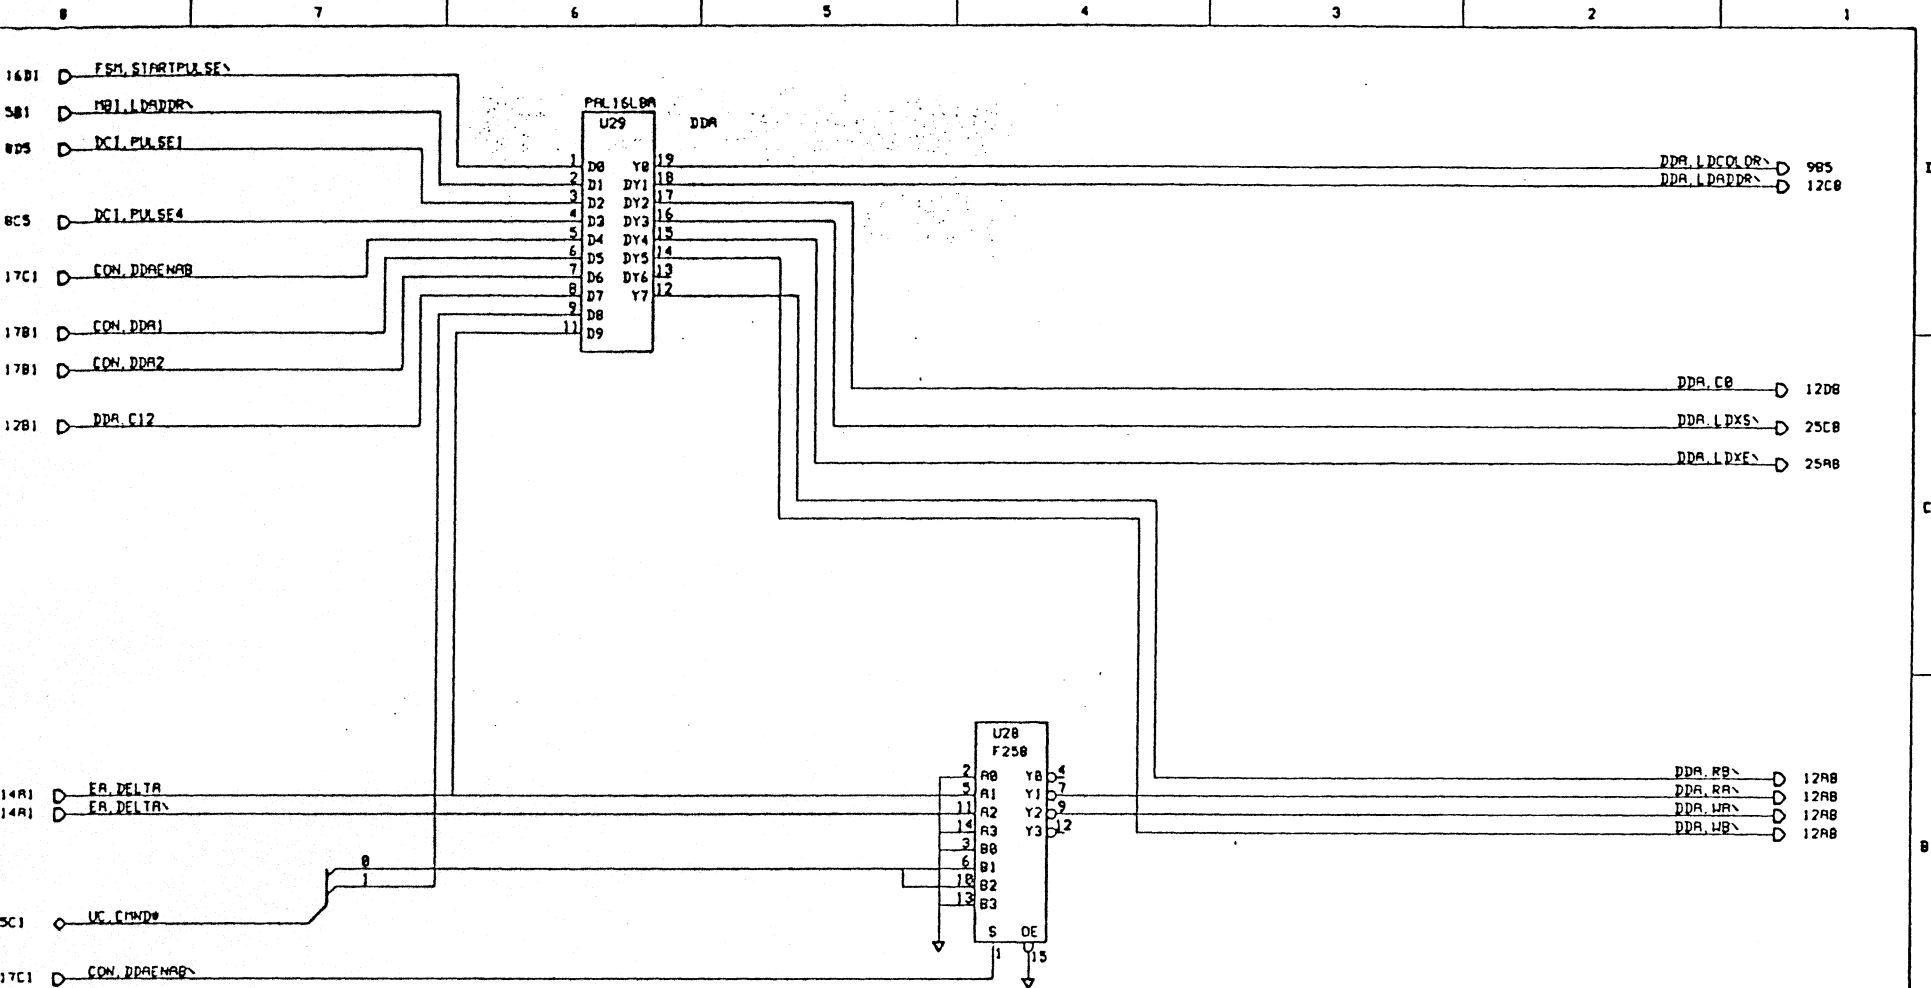 8 7 6 5 4 3 2 1
16D1 FSM.STARTPULSE\
5B1 MBI.LDADDR\
8D5 DCI.PULSE1
8C5 DCI.PULSE4
17C1 CON.DDAENAB
17B1 CON.DDA1
17B1 CON.DDA2
12B1 DDA.C12
PAL16L8A
U29 DDA
1 D0 Y0 19
2 D1 DY1 18
3 D2 DY2 17
4 D3 DY3 16
5 D4 DY4 15
6 D5 DY5 14
7 D6 DY6 13
8 D7 Y7 12
9 D8
11 D9
DDA.LDCOLOR\ 9B5
DDA.LDADDR\ 12C8
D
DDA.C0 12D8
DDA.LDXS\ 25C8
DDA.LDXE\ 25A8
C
14A1 EA.DELTA
14A1 EA.DELTA\
0
1
5C1 UC.CMND#
17C1 CON.DDAENAB\
U28
F258
2 A0 Y0 4
5 A1 Y1 7
11 A2 Y2 9
14 A3 Y3 12
3 B0
6 B1
10 B2
13 B3
S OE
1 15
DDA.RB\ 12A8
DDA.RA\ 12A8
DDA.WA\ 12A8
DDA.WB\ 12A8
B